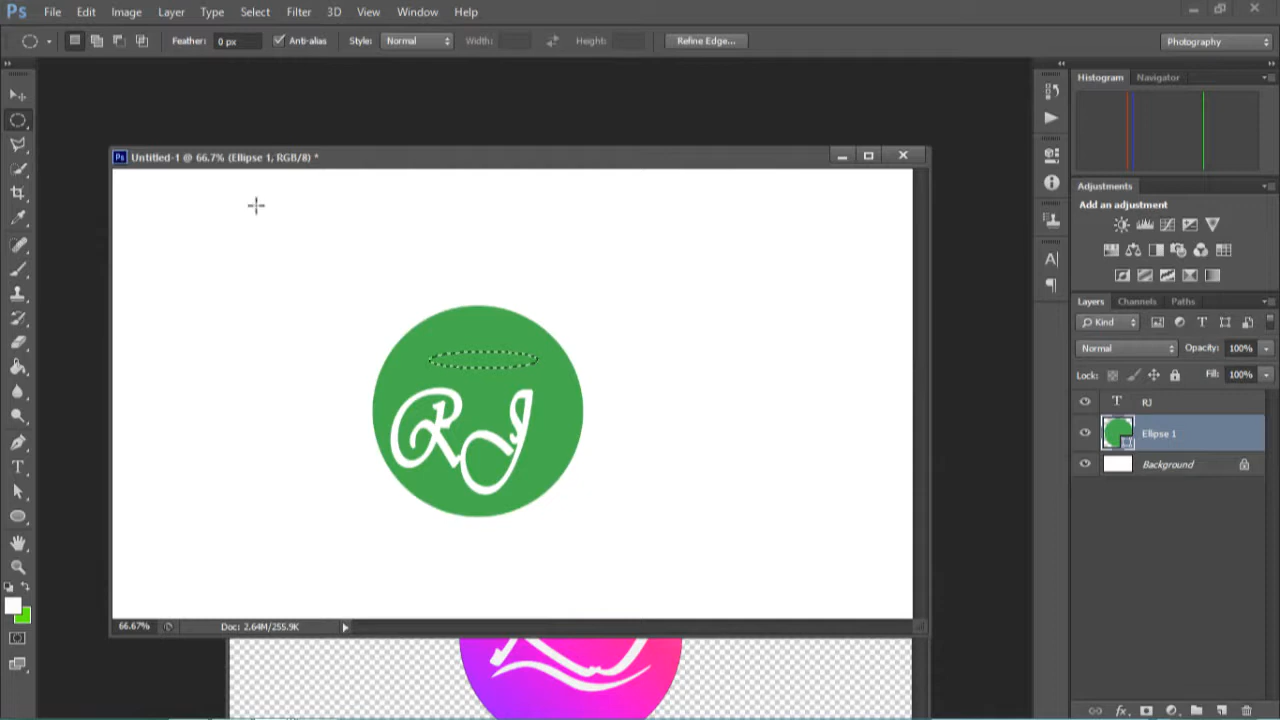 Ps File Edit Image Layer Type Select Filter 3D View Window Help
Feather: 0 px Anti-alias Style: Normal Width: Height: Refine Edge... Photography
Histogram Navigator
Ps Untitled-1 @ 66.7% (Ellipse 1, RGB/8) *
Adjustments
Add an adjustment
Layers Channels Paths
Kind
Normal Opacity: 100%
Lock: Fill: 100%
T RJ
Ellipse 1
Background
RJ
66.67% Doc: 2.64M/255.9K